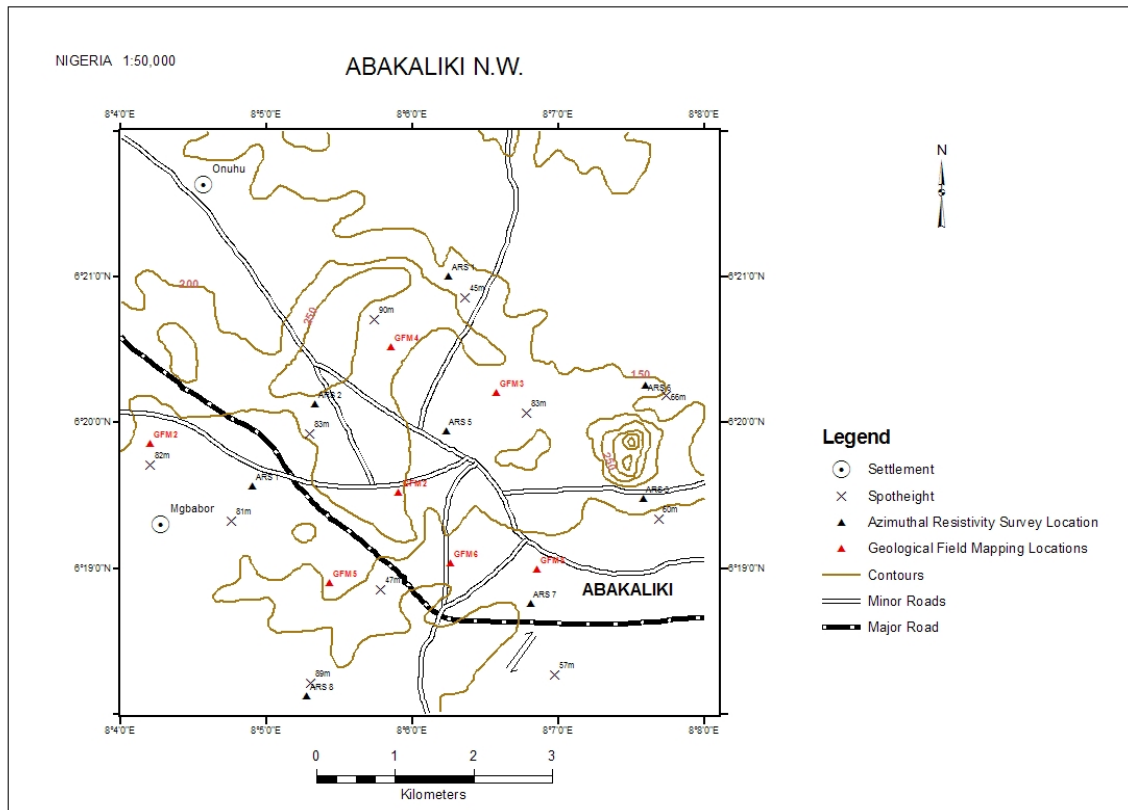 NIGERIA 1:50,000
ABAKALIKI N.W.
8°4'0"E
8°5'0"E
8°6'0"E
8°7'0"E
8°8'0"E
N
Onuhu
6°21'0"N
6°21'0"N
ARS 1
200
45m
90m
250
GFM 4
150
ARS 6
GFM 3
66m
ARS 2
83m
6°20'0"N
6°20'0"N
83m
ARS 5
GFM 2
82m
250
ARS 1
GFM 2
ARS 3
60m
Mgbabor
81m
6°19'0"N
6°19'0"N
GFM 6
GFM 5
47m
ABAKALIKI
ARS 7
57m
89m
ARS 8
8°4'0"E
8°5'0"E
8°6'0"E
8°7'0"E
8°8'0"E
0
1
2
3
Kilometers
Legend
Settlement
Spotheight
Azimuthal Resistivity Survey Location
Geological Field Mapping Locations
Contours
Minor Roads
Major Road